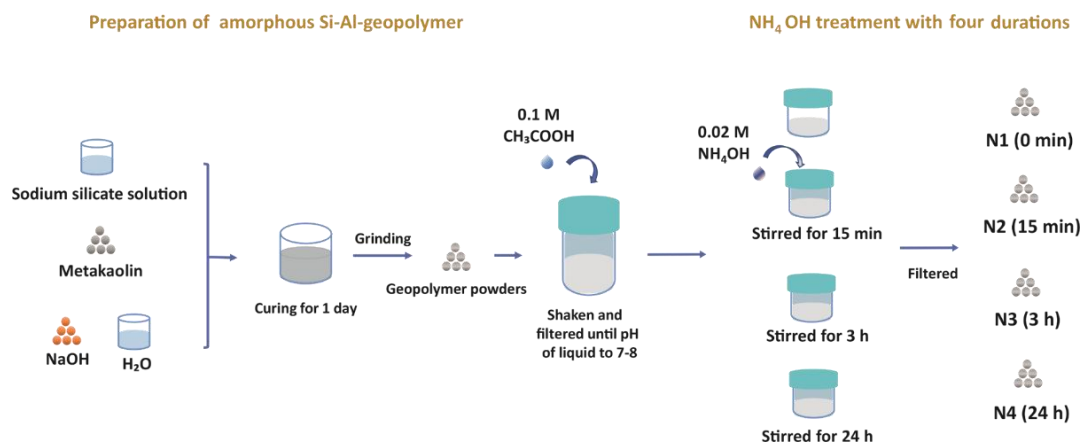 Preparation of amorphous Si-Al-geopolymer
NH₄OH treatment with four durations
Sodium silicate solution
Metakaolin
NaOH
H₂O
Curing for 1 day
Grinding
Geopolymer powders
0.1 M
CH₃COOH
Shaken and
filtered until pH
of liquid to 7-8
0.02 M
NH₄OH
Stirred for 15 min
Stirred for 3 h
Stirred for 24 h
Filtered
N1 (0 min)
N2 (15 min)
N3 (3 h)
N4 (24 h)